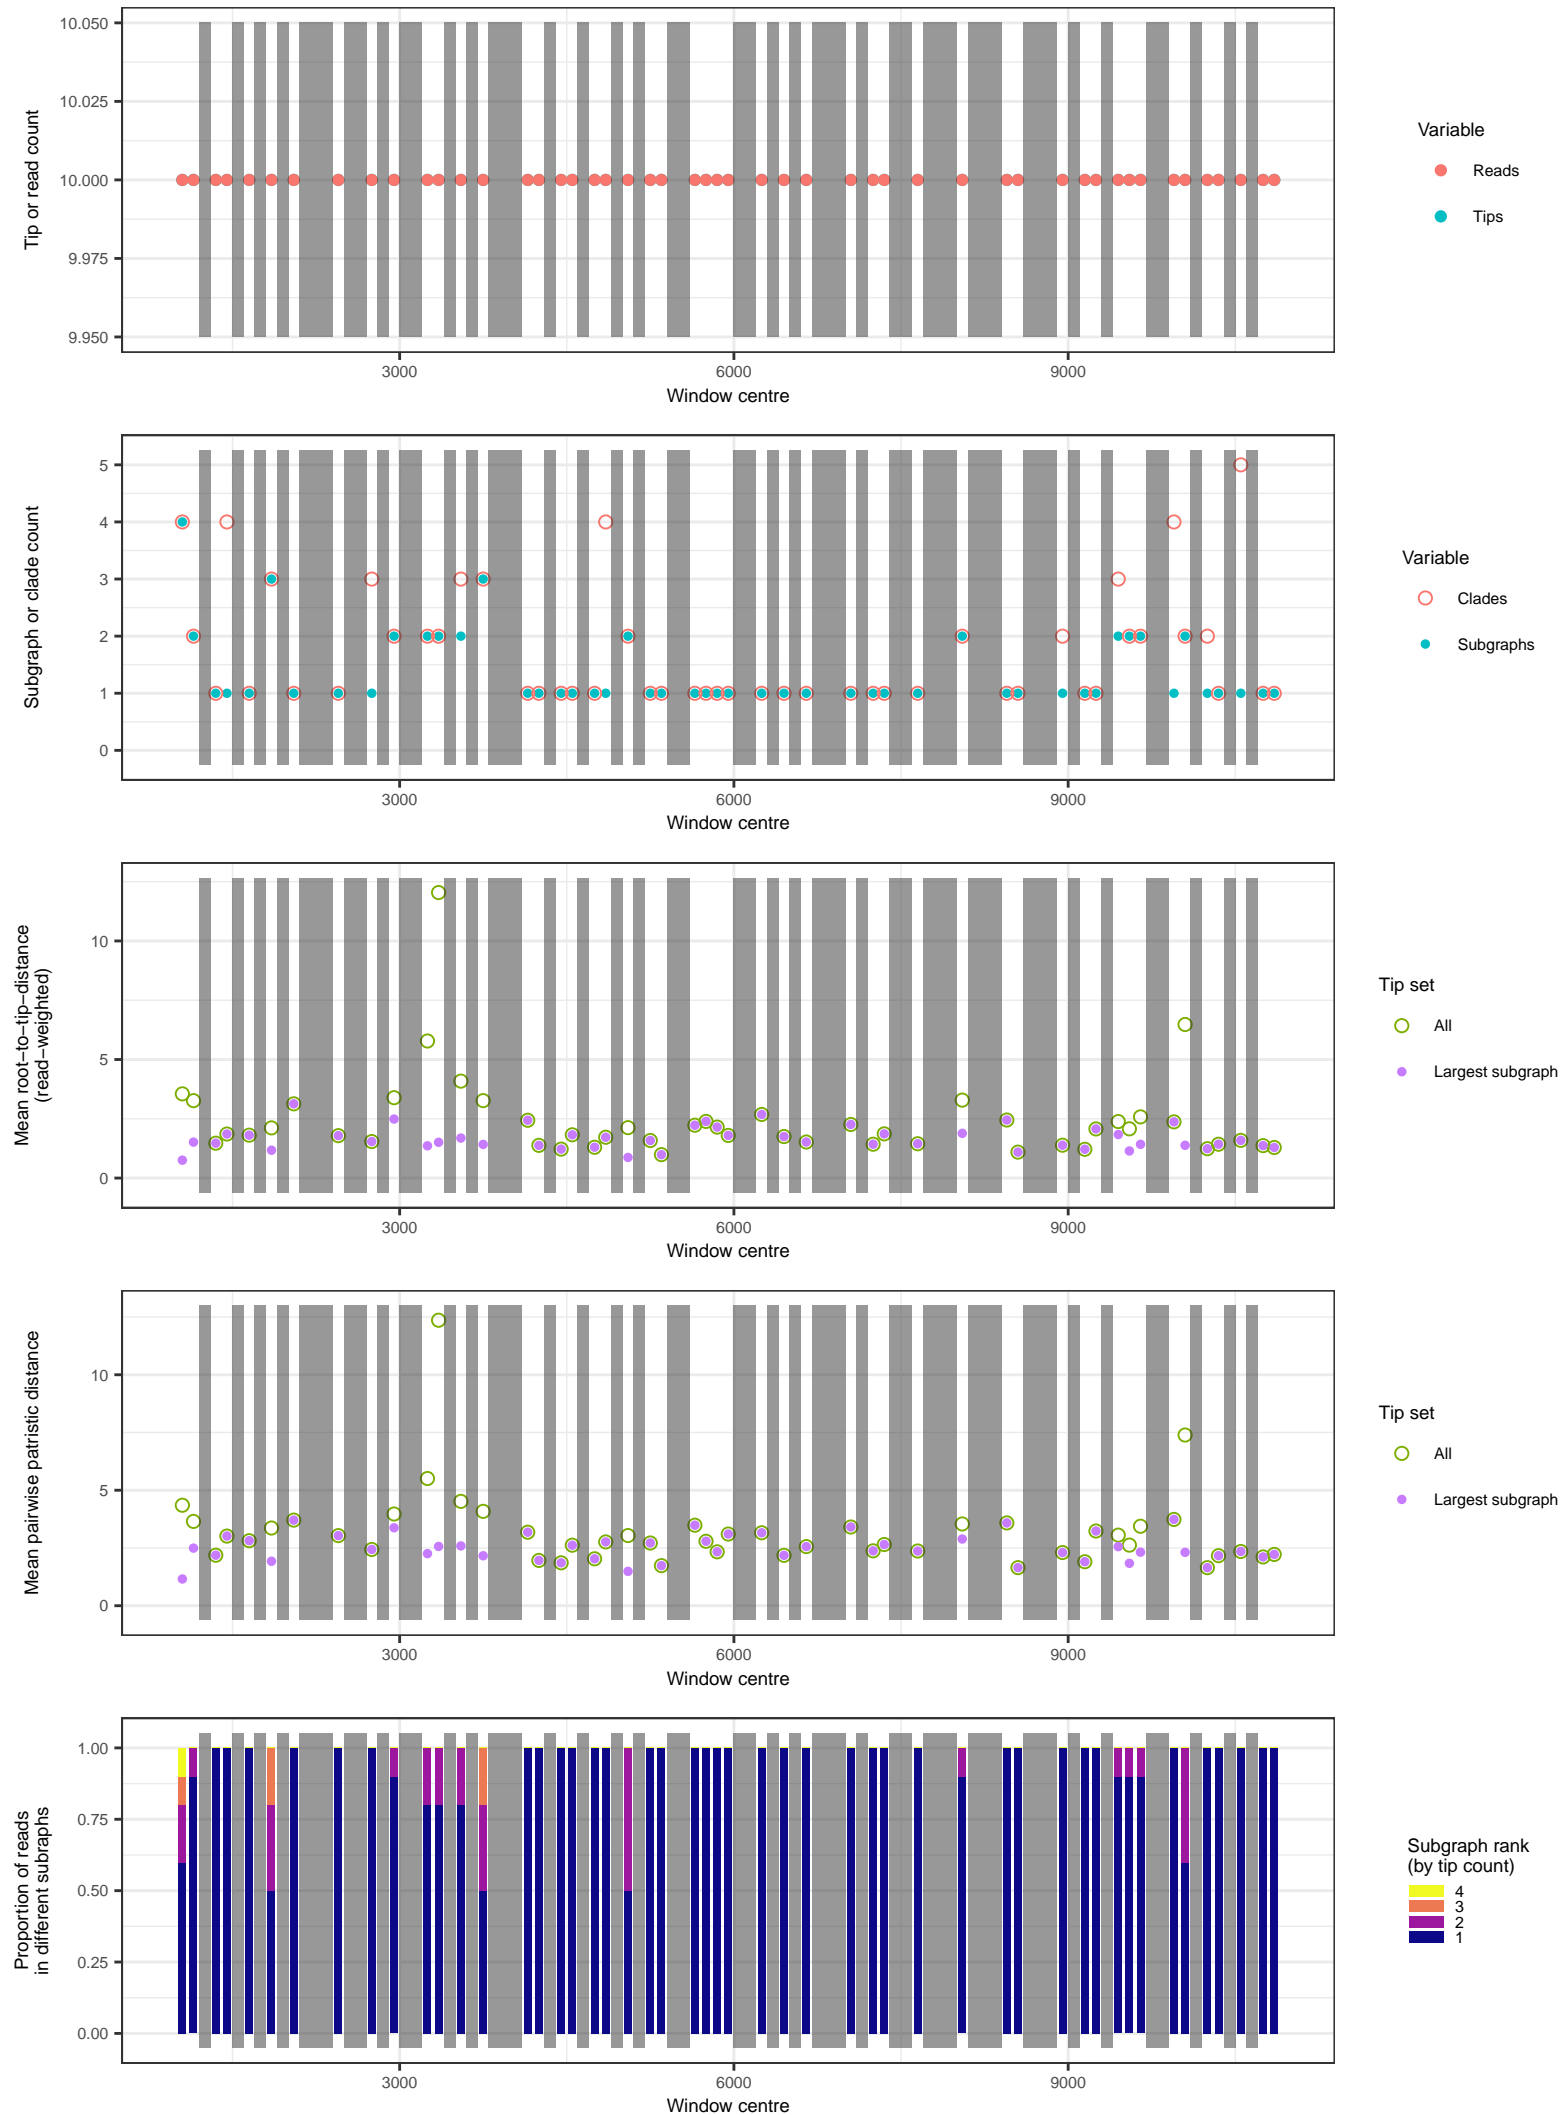 10.050
10.025
10.000
9.975
9.950
Tip or read count
3000
6000
9000
Window centre
Variable
Reads
Tips
5
4
3
2
1
0
Subgraph or clade count
3000
6000
9000
Window centre
Variable
Clades
Subgraphs
10
5
0
Mean root−to−tip−distance
(read−weighted)
3000
6000
9000
Window centre
Tip set
All
Largest subgraph
10
5
0
Mean pairwise patristic distance
3000
6000
9000
Window centre
Tip set
All
Largest subgraph
1.00
0.75
0.50
0.25
0.00
Proportion of reads
in different subraphs
3000
6000
9000
Window centre
Subgraph rank
(by tip count)
4
3
2
1